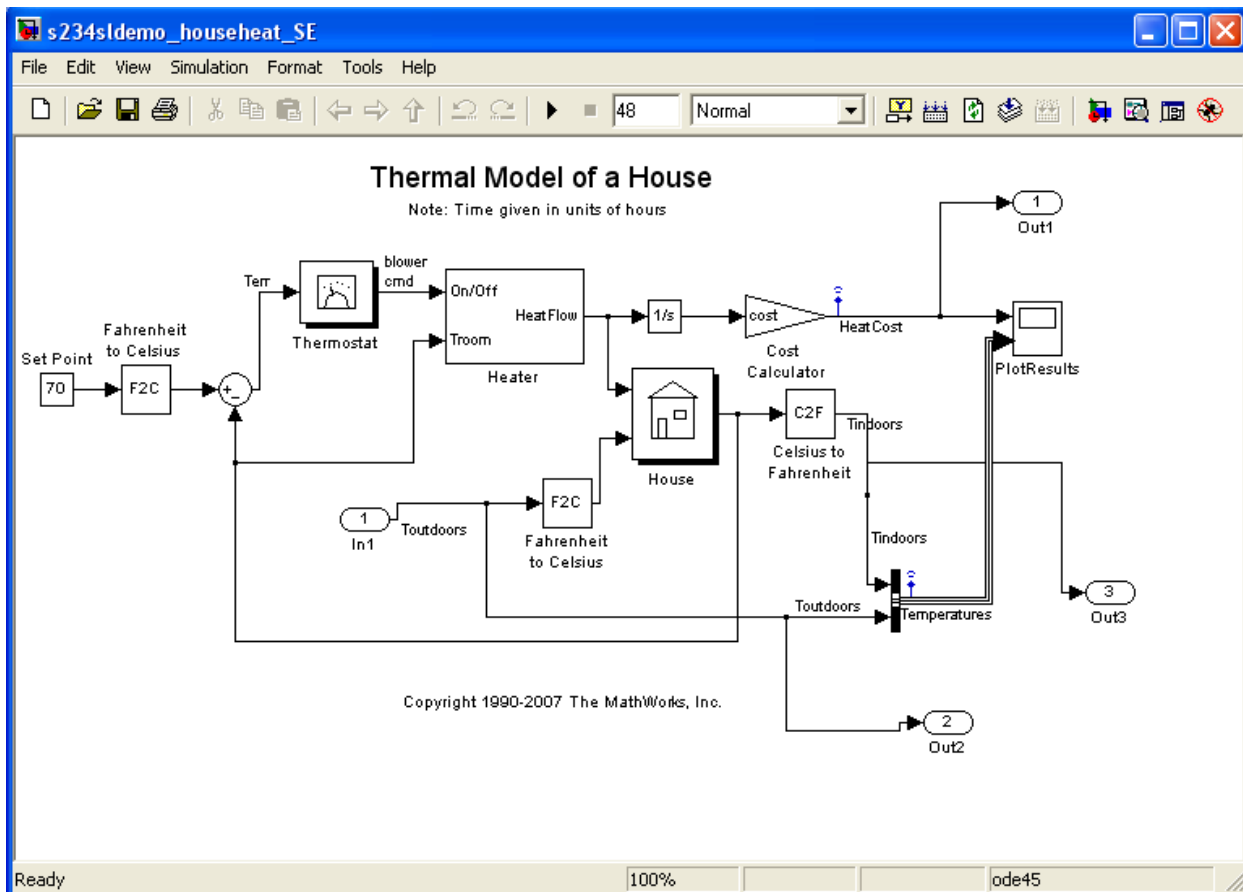 s234sldemo_househeat_SE
File Edit View Simulation Format Tools Help
48 Normal
Thermal Model of a House
Note: Time given in units of hours
1
Out1
Terr
blower
cmd
On/Off
HeatFlow
Troom
Heater
Thermostat
1/s
cost
HeatCost
Cost
Calculator
PlotResults
Fahrenheit
to Celsius
Set Point
70
F2C
+
-
House
C2F
Tindoors
Celsius to
Fahrenheit
1
In1
Toutdoors
F2C
Fahrenheit
to Celsius
Tindoors
Toutdoors
Temperatures
3
Out3
Copyright 1990-2007 The MathWorks, Inc.
2
Out2
Ready 100% ode45